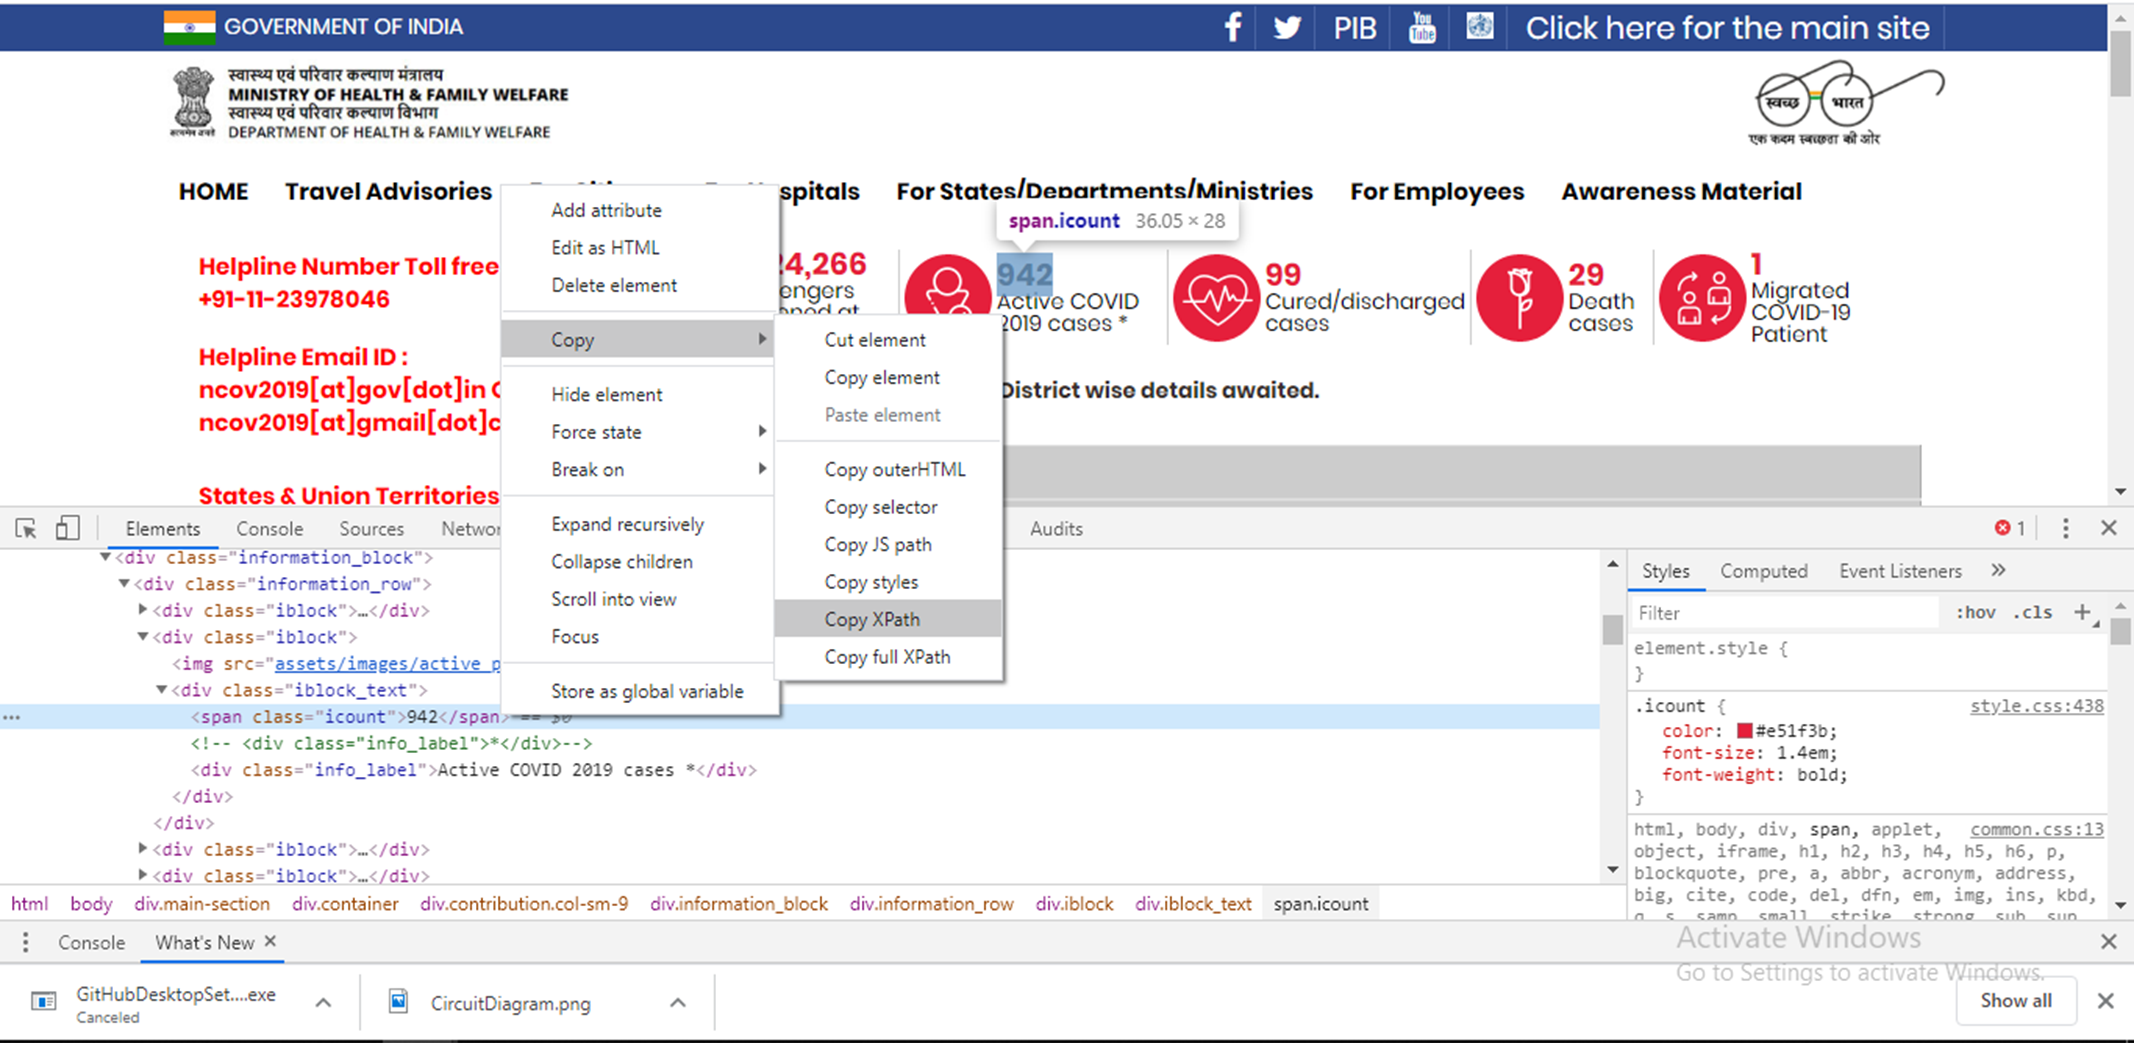 GOVERNMENT OF INDIA
PIB
You
Tube
Click here for the main site
स्वास्थ्य एवं परिवार कल्याण मंत्रालय
MINISTRY OF HEALTH & FAMILY WELFARE
स्वास्थ्य एवं परिवार कल्याण विभाग
DEPARTMENT OF HEALTH & FAMILY WELFARE
सत्यमेव जयते
स्वच्छ भारत
एक कदम स्वच्छता की ओर
HOME Travel Advisories spitals For States/Departments/Ministries For Employees Awareness Material
span.icount 36.05 × 28
Helpline Number Toll free
+91-11-23978046
Helpline Email ID :
ncov2019[at]gov[dot]in
ncov2019[at]gmail[dot]c
States & Union Territories
4,266
engers
942
Active COVID
2019 cases *
99
Cured/discharged
cases
29
Death
cases
1
Migrated
COVID-19
Patient
District wise details awaited.
Add attribute
Edit as HTML
Delete element
Copy
Hide element
Force state
Break on
Expand recursively
Collapse children
Scroll into view
Focus
Store as global variable
Cut element
Copy element
Paste element
Copy outerHTML
Copy selector
Copy JS path
Copy styles
Copy XPath
Copy full XPath
Elements Console Sources Networ Audits 1
<div class="information_block">
<div class="information_row">
<div class="iblock">…</div>
<div class="iblock">
<img src="assets/images/active_p
<div class="iblock_text">
<span class="icount">942</span> == $0
<!-- <div class="info_label">*</div>-->
<div class="info_label">Active COVID 2019 cases *</div>
</div>
</div>
<div class="iblock">…</div>
<div class="iblock">…</div>
Styles Computed Event Listeners »
Filter :hov .cls +
element.style {
}
.icount { style.css:438
color: #e51f3b;
font-size: 1.4em;
font-weight: bold;
}
html, body, div, span, applet, common.css:13
object, iframe, h1, h2, h3, h4, h5, h6, p,
blockquote, pre, a, abbr, acronym, address,
big, cite, code, del, dfn, em, img, ins, kbd,
q, s, samp, small, strike, strong, sub, sup,
html body div.main-section div.container div.contribution.col-sm-9 div.information_block div.information_row div.iblock div.iblock_text span.icount
Console What's New
Activate Windows
Go to Settings to activate Windows.
GitHubDesktopSet....exe
Canceled
CircuitDiagram.png
Show all